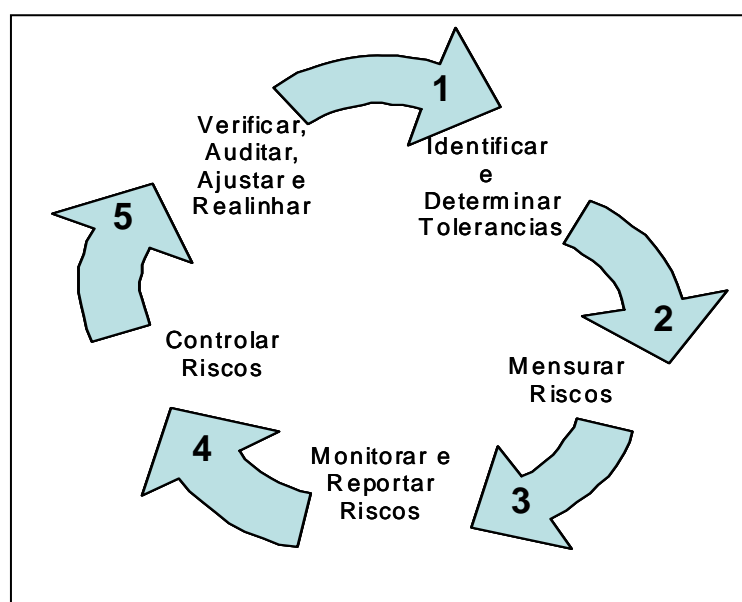 1
Identificar
e
Determinar
Tolerancias
2
Mensurar
Riscos
3
Monitorar e
Reportar
Riscos
4
Controlar
Riscos
5
Verificar,
Auditar,
Ajustar e
Realinhar